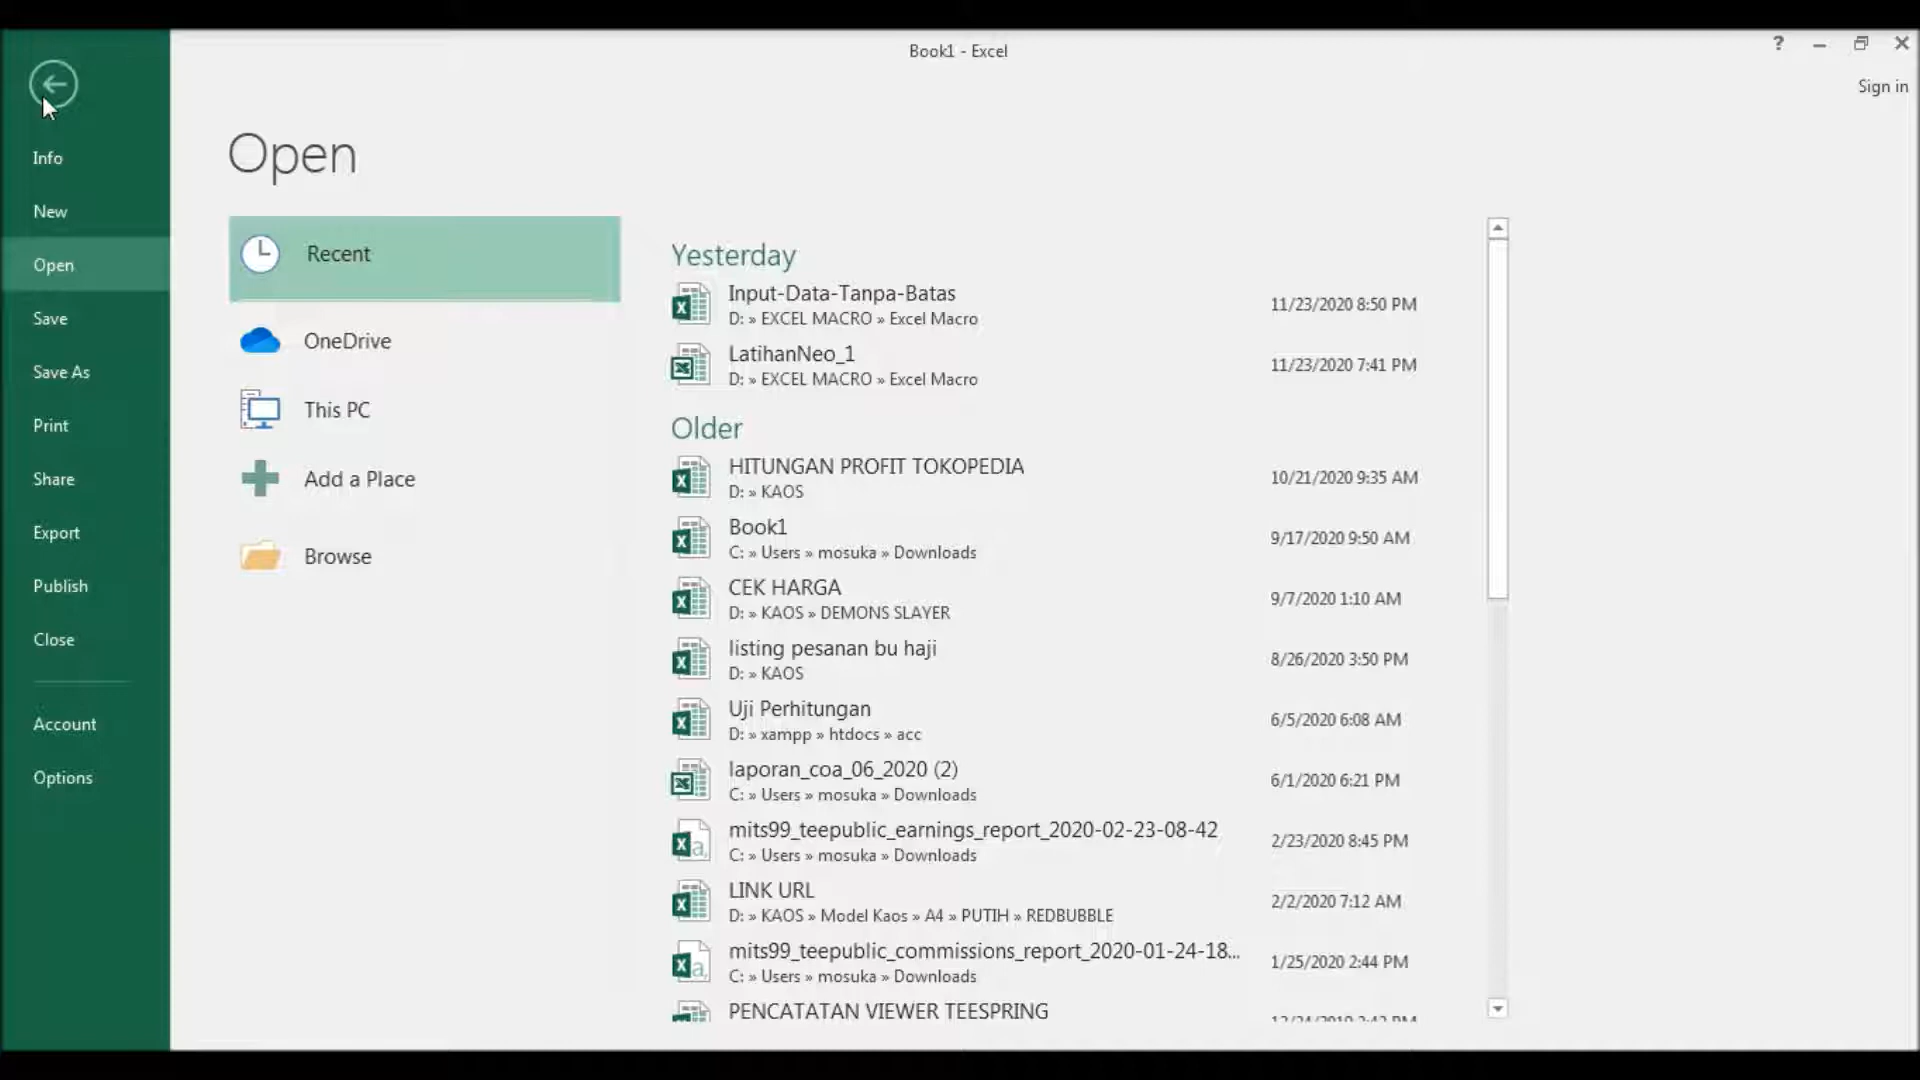 Book1 - Excel
?
Sign in
Info
New
Open
Save
Save As
Print
Share
Export
Publish
Close
Account
Options
Open
Recent
OneDrive
This PC
Add a Place
Browse
Yesterday
Input-Data-Tanpa-Batas 11/23/2020 8:50 PM
D: » EXCEL MACRO » Excel Macro
LatihanNeo_1 11/23/2020 7:41 PM
D: » EXCEL MACRO » Excel Macro
Older
HITUNGAN PROFIT TOKOPEDIA 10/21/2020 9:35 AM
D: » KAOS
Book1 9/17/2020 9:50 AM
C: » Users » mosuka » Downloads
CEK HARGA 9/7/2020 1:10 AM
D: » KAOS » DEMONS SLAYER
listing pesanan bu haji 8/26/2020 3:50 PM
D: » KAOS
Uji Perhitungan 6/5/2020 6:08 AM
D: » xampp » htdocs » acc
laporan_coa_06_2020 (2) 6/1/2020 6:21 PM
C: » Users » mosuka » Downloads
mits99_teepublic_earnings_report_2020-02-23-08-42 2/23/2020 8:45 PM
C: » Users » mosuka » Downloads
LINK URL 2/2/2020 7:12 AM
D: » KAOS » Model Kaos » A4 » PUTIH » REDBUBBLE
mits99_teepublic_commissions_report_2020-01-24-18... 1/25/2020 2:44 PM
C: » Users » mosuka » Downloads
PENCATATAN VIEWER TEESPRING